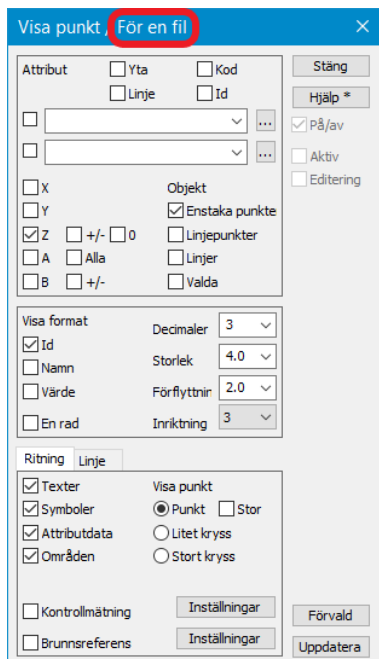 Visa punkt / För en fil
Attribut Yta Kod Stäng
Linje Id Hjälp *
... På/av
... Aktiv
X Objekt Editering
Y Enstaka punkte
Z +/- 0 Linjepunkter
A Alla Linjer
B +/- Valda
Visa format Decimaler 3
Id
Namn Storlek 4.0
Värde Förflyttnir 2.0
En rad Inriktning 3
Ritning Linje
Texter Visa punkt
Symboler Punkt Stor
Attributdata Litet kryss
Områden Stort kryss
Kontrollmätning Inställningar Förvald
Brunnsreferens Inställningar Uppdatera